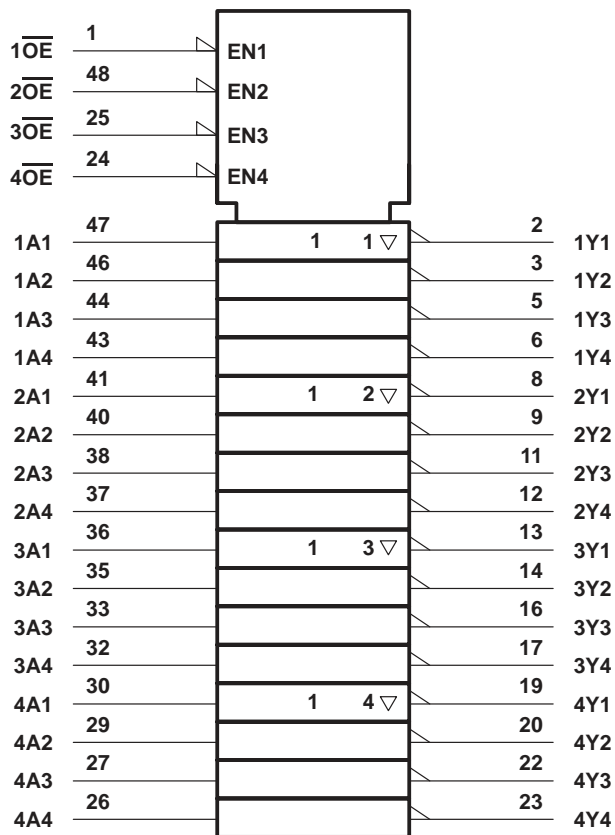 1O̅E̅ 1 EN1
2O̅E̅ 48 EN2
3O̅E̅ 25 EN3
4O̅E̅ 24 EN4
1A1 47 1 1 ▽ 2 1Y1
1A2 46 3 1Y2
1A3 44 5 1Y3
1A4 43 6 1Y4
2A1 41 1 2 ▽ 8 2Y1
2A2 40 9 2Y2
2A3 38 11 2Y3
2A4 37 12 2Y4
3A1 36 1 3 ▽ 13 3Y1
3A2 35 14 3Y2
3A3 33 16 3Y3
3A4 32 17 3Y4
4A1 30 1 4 ▽ 19 4Y1
4A2 29 20 4Y2
4A3 27 22 4Y3
4A4 26 23 4Y4